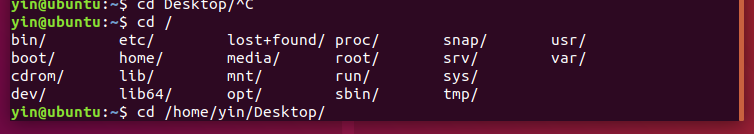 yin@ubuntu:~$ cd Desktop/^C
yin@ubuntu:~$ cd /
bin/ etc/ lost+found/ proc/ snap/ usr/
boot/ home/ media/ root/ srv/ var/
cdrom/ lib/ mnt/ run/ sys/
dev/ lib64/ opt/ sbin/ tmp/
yin@ubuntu:~$ cd /home/yin/Desktop/